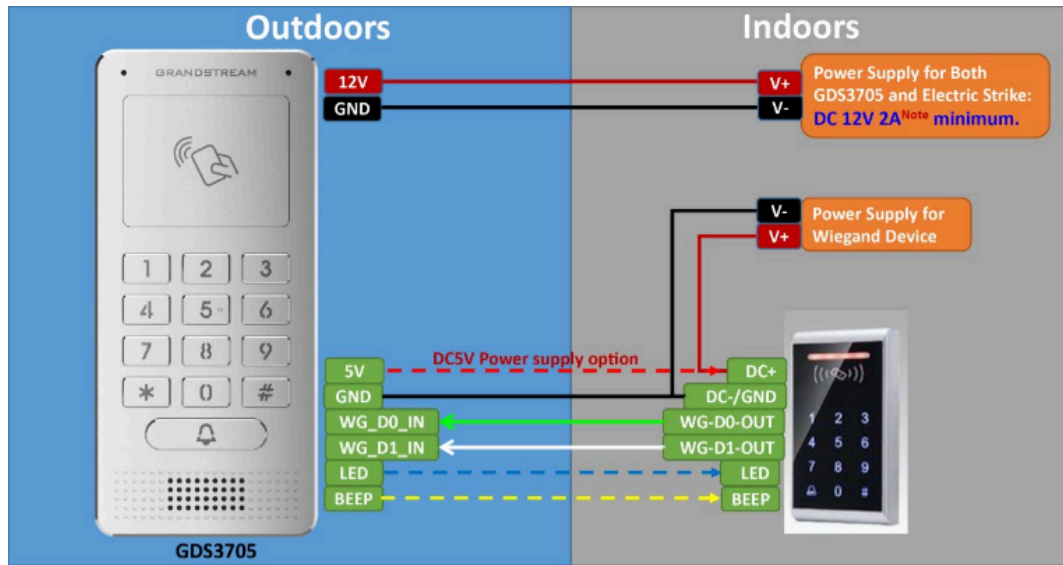 Outdoors
Indoors
GRANDSTREAM
12V
GND
V+
V-
Power Supply for Both
GDS3705 and Electric Strike:
DC 12V 2ANote minimum.
V-
V+
Power Supply for
Wiegand Device
1 2 3
4 5 6
7 8 9
* 0 #
DC5V Power supply option
5V
GND
WG_D0_IN
WG_D1_IN
LED
BEEP
DC+
DC-/GND
WG-D0-OUT
WG-D1-OUT
LED
BEEP
1 2 3
4 5 6
7 8 9
0 #
GDS3705